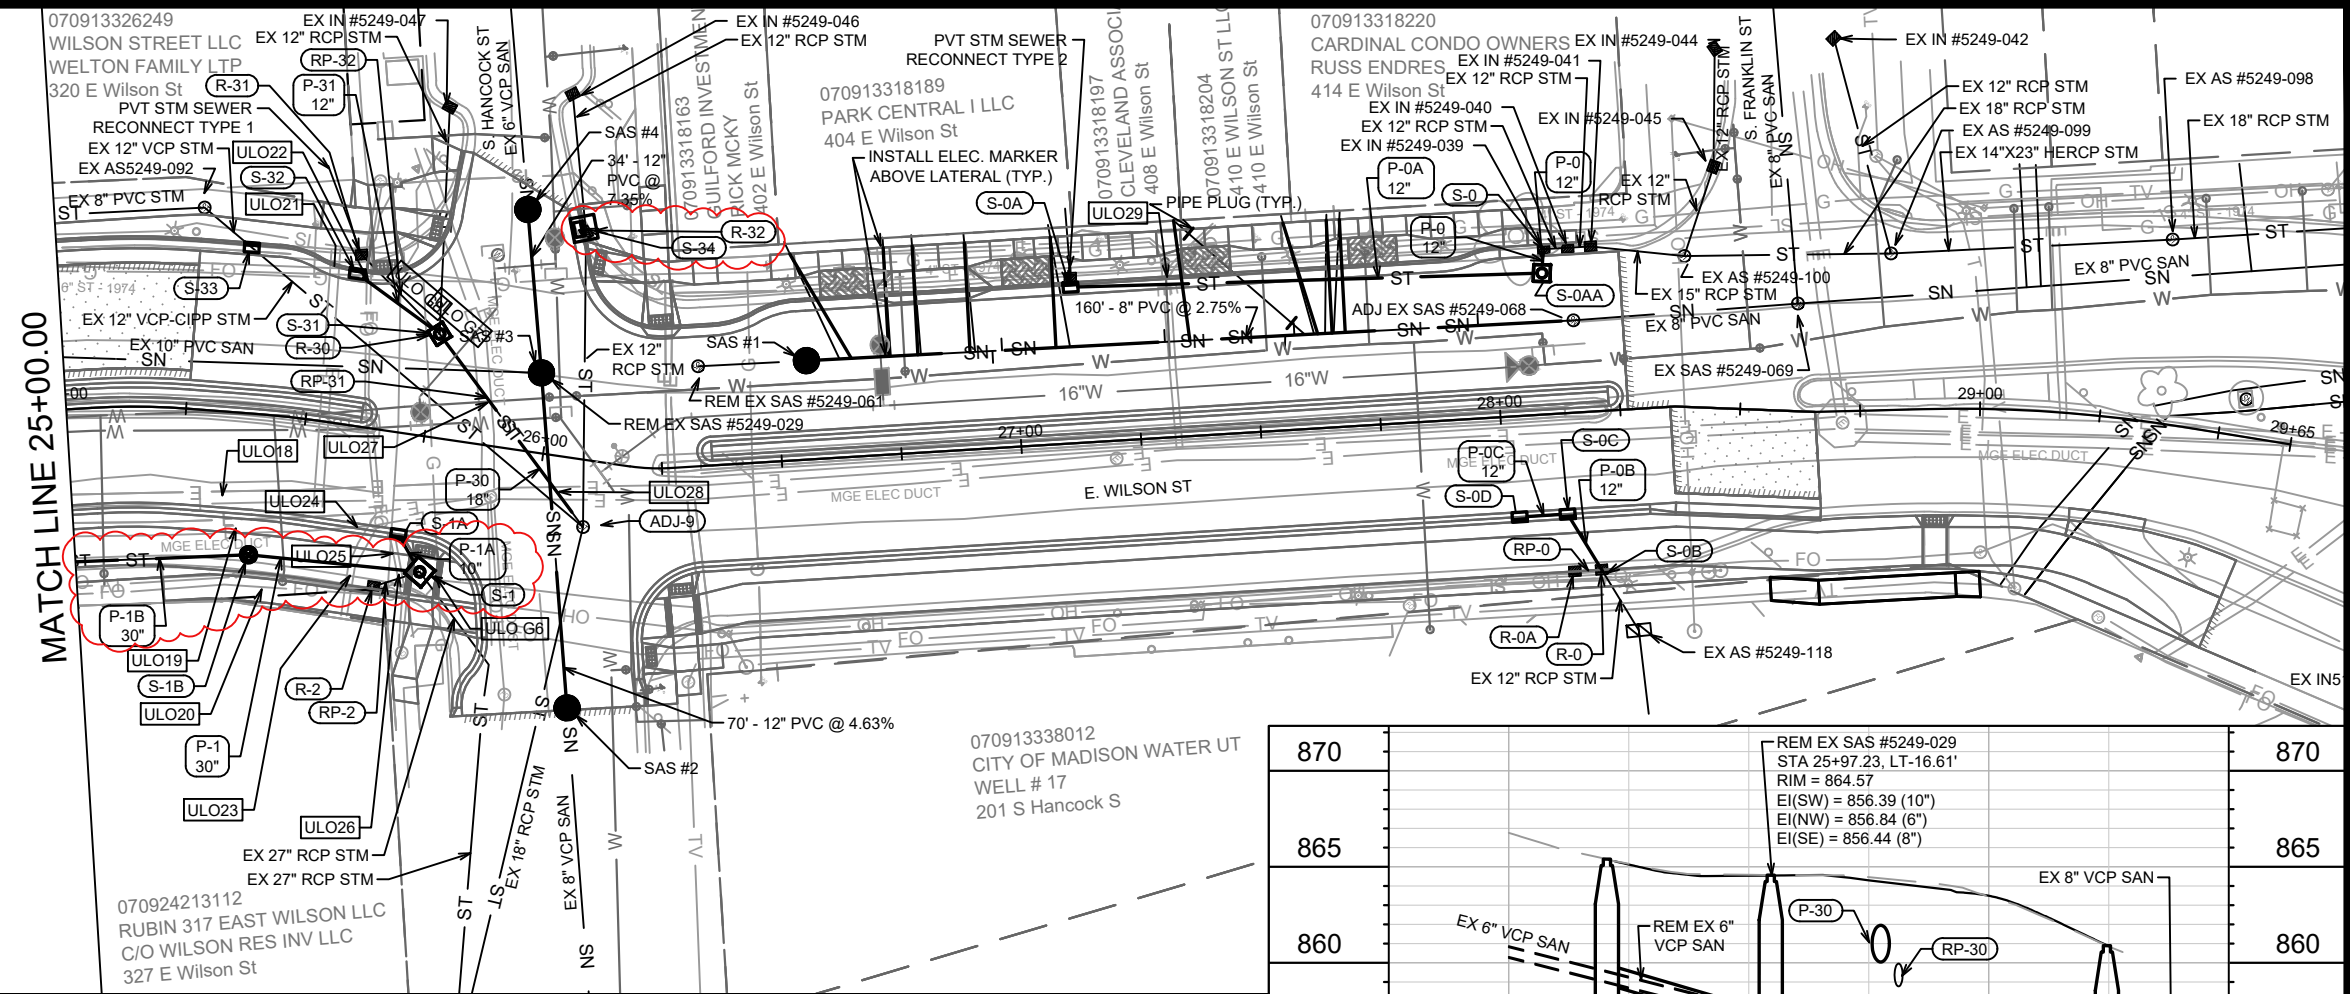 070913326249
WILSON STREET LLC
WELTON FAMILY LTP
320 E Wilson St
EX IN #5249-047
EX 12" RCP STM
RP-32
R-31
P-31
12"
PVT STM SEWER
RECONNECT TYPE 1
EX 12" VCP STM
EX AS5249-092
EX 8" PVC STM
ST
ULO22
S-32
ULO21
S-33
EX 12" VCP-CIPP STM
S-31
R-30
EX 10" PVC SAN
SN
SN
RP-31
MATCH LINE 25+00.00
S. HANCOCK ST
EX 6" VCP SAN
EX IN #5249-046
EX 12" RCP STM
SAS #4
34' - 12"
PVC @
7.35%
R-32
S-34
070913318163
GUILFORD INVESTMEN
RICK MCKY
402 E Wilson St
070913318189
PARK CENTRAL I LLC
404 E Wilson St
INSTALL ELEC. MARKER
ABOVE LATERAL (TYP.)
PVT STM SEWER
RECONNECT TYPE 2
S-0A
070913318197
CLEVELAND ASSOCIA
408 E Wilson St
ULO29
PIPE PLUG (TYP.)
070913318204
410 E WILSON ST LLC
410 E Wilson St
070913318220
CARDINAL CONDO OWNERS
RUSS ENDRES
414 E Wilson St
EX IN #5249-044
EX IN #5249-041
EX 12" RCP STM
EX IN #5249-040
EX 12" RCP STM
EX IN #5249-039
EX IN #5249-045
P-0A
12"
P-0
12"
S-0
P-0
12"
S-0AA
EX 12"
RCP STM
EX 12" RCP STM
S. FRANKLIN ST
EX 8" PVC SAN
EX IN #5249-042
EX 12" RCP STM
EX 18" RCP STM
EX AS #5249-099
EX 14"X23" HERCP STM
EX AS #5249-098
EX 18" RCP STM
EX AS #5249-100
EX 15" RCP STM
EX 8" PVC SAN
EX 8" PVC SAN
EX SAS #5249-069
ADJ EX SAS #5249-068
160' - 8" PVC @ 2.75%
SAS #1
SAS #3
EX 12"
RCP STM
REM EX SAS #5249-061
REM EX SAS #5249-029
16"W
16"W
26+00
27+00
28+00
29+00
29+65
E. WILSON ST
MGE ELEC DUCT
MGE ELEC DUCT
MGE ELEC DUCT
MGE ELEC DUCT
ULO18
ULO27
ULO24
P-30
18"
ULO28
ADJ-9
S-1A
ULO25
P-1A
10"
S-1
ULO G6
P-1B
30"
ULO19
S-1B
ULO20
P-1
30"
ULO23
R-2
RP-2
ULO26
EX 27" RCP STM
EX 27" RCP STM
EX 18" RCP STM
EX 8" VCP SAN
70' - 12" PVC @ 4.63%
SAS #2
P-0C
12"
S-0C
P-0B
12"
S-0D
RP-0
S-0B
R-0A
R-0
EX 12" RCP STM
EX AS #5249-118
EX IN51
070913338012
CITY OF MADISON WATER UT
WELL # 17
201 S Hancock S
070924213112
RUBIN 317 EAST WILSON LLC
C/O WILSON RES INV LLC
327 E Wilson St
870
865
860
REM EX SAS #5249-029
STA 25+97.23, LT-16.61'
RIM = 864.57
EI(SW) = 856.39 (10")
EI(NW) = 856.84 (6")
EI(SE) = 856.44 (8")
EX 6" VCP SAN
REM EX 6"
VCP SAN
P-30
RP-30
EX 8" VCP SAN
870
865
860